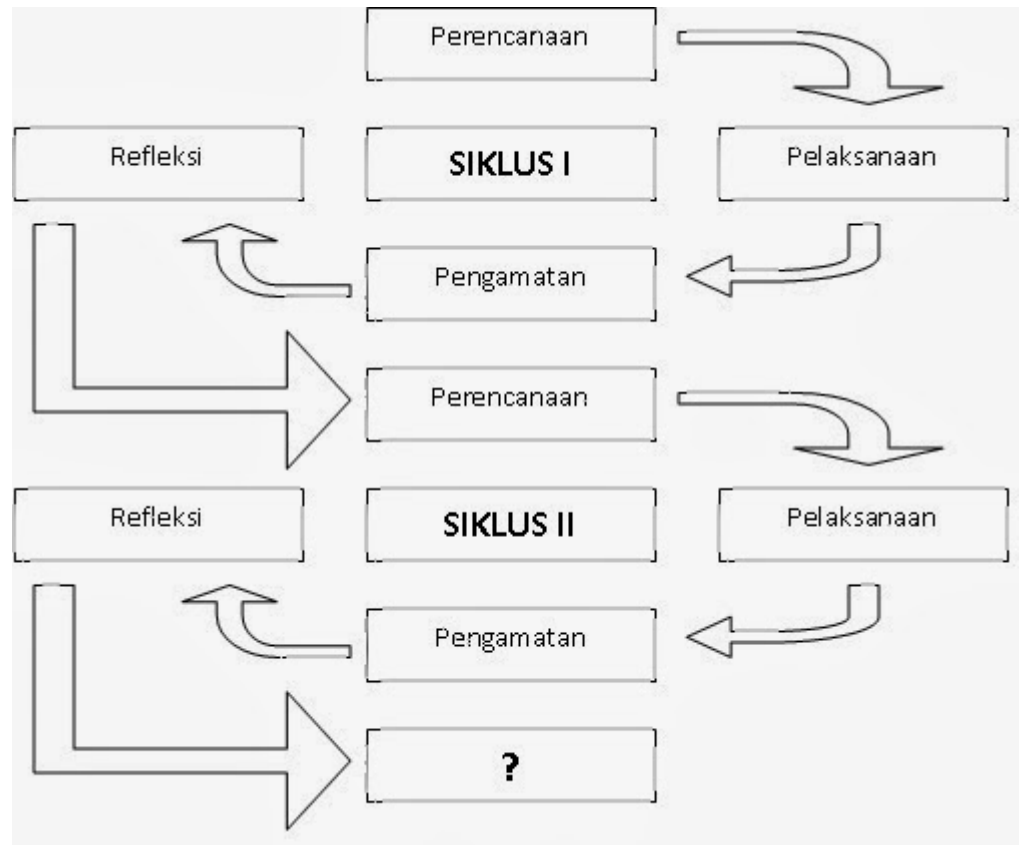 Perencanaan
Refleksi
SIKLUS I
Pelaksanaan
Pengamatan
Perencanaan
Refleksi
SIKLUS II
Pelaksanaan
Pengamatan
?